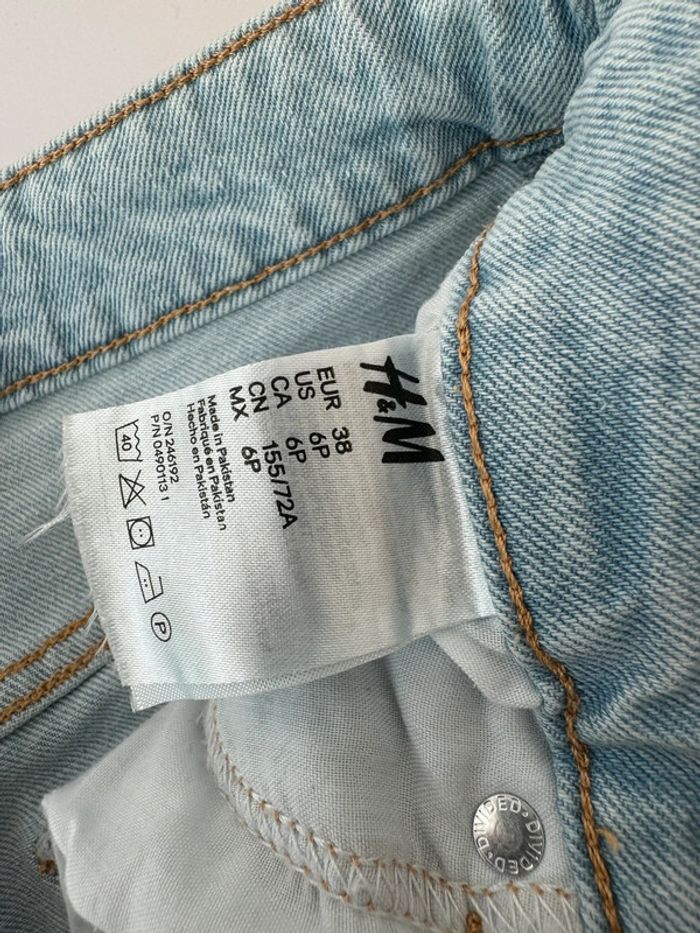 H&M
EUR 38
US 6P
CA 6P
CN 155/72A
MX 6P
Made in Pakistan
Fabriqué en Pakistan
Hecho en Pakistán
O/N 246192
P/N 0490113 1
40
P
DIVIDED • DIVIDED •